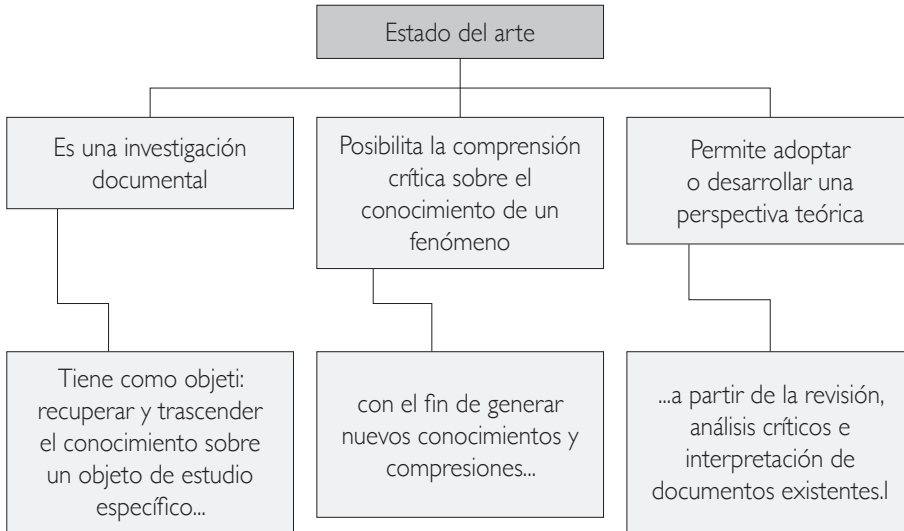 Estado del arte
Es una investigación
documental
Posibilita la comprensión
crítica sobre el
conocimiento de un
fenómeno
Permite adoptar
o desarrollar una
perspectiva teórica
Tiene como objeti:
recuperar y trascender
el conocimiento sobre
un objeto de estudio
específico...
con el fin de generar
nuevos conocimientos y
compresiones...
...a partir de la revisión,
análisis críticos e
interpretación de
documentos existentes.l